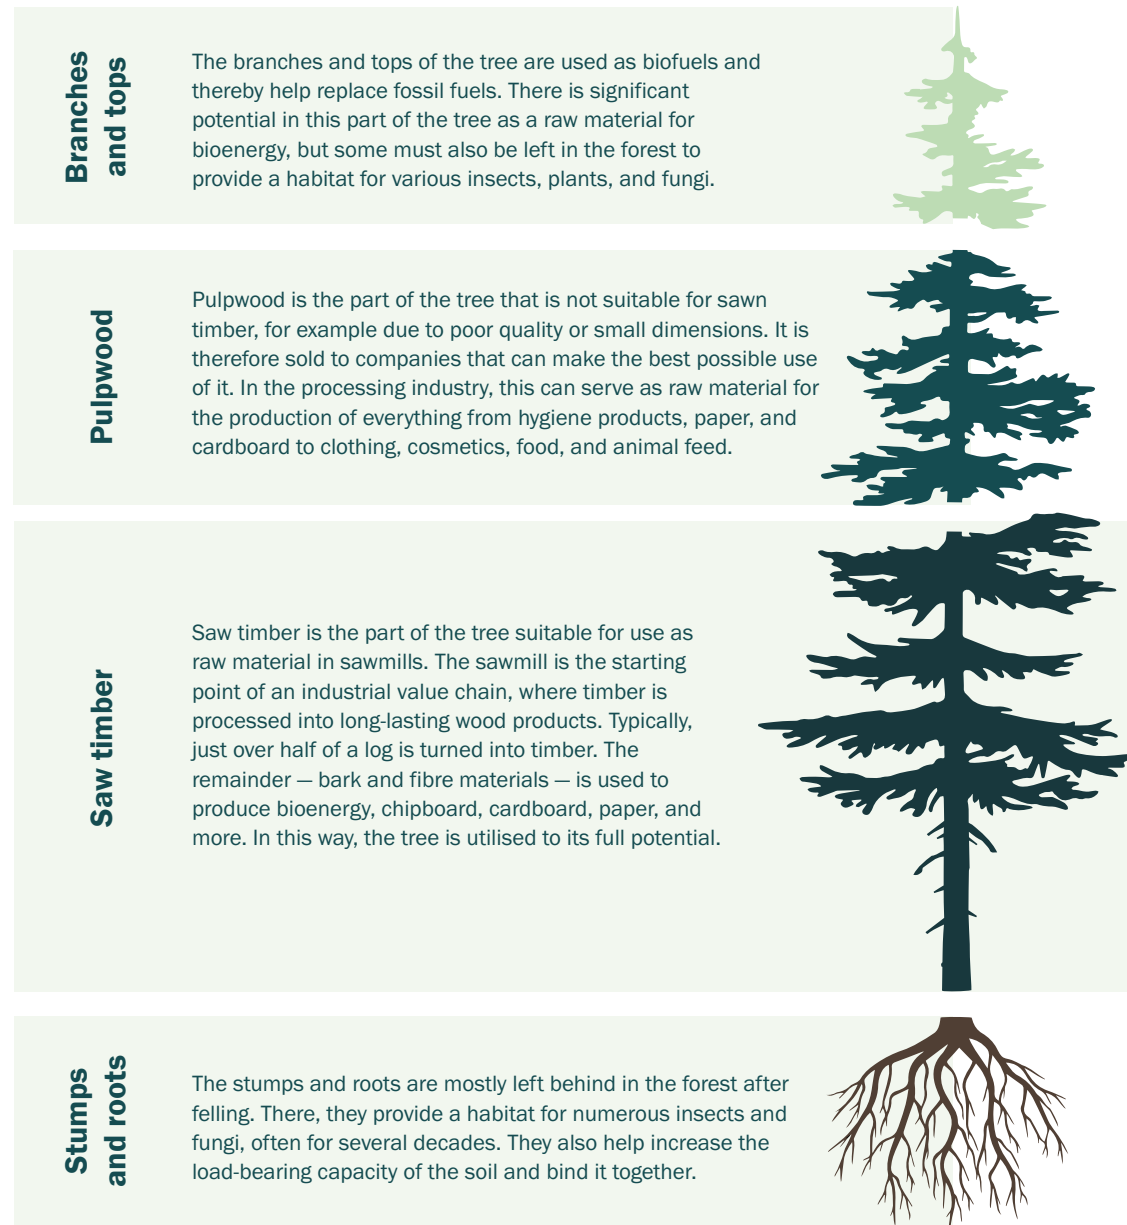 Branches
and tops
The branches and tops of the tree are used as biofuels and
thereby help replace fossil fuels. There is significant
potential in this part of the tree as a raw material for
bioenergy, but some must also be left in the forest to
provide a habitat for various insects, plants, and fungi.
Pulpwood
Pulpwood is the part of the tree that is not suitable for sawn
timber, for example due to poor quality or small dimensions. It is
therefore sold to companies that can make the best possible use
of it. In the processing industry, this can serve as raw material for
the production of everything from hygiene products, paper, and
cardboard to clothing, cosmetics, food, and animal feed.
Saw timber
Saw timber is the part of the tree suitable for use as
raw material in sawmills. The sawmill is the starting
point of an industrial value chain, where timber is
processed into long-lasting wood products. Typically,
just over half of a log is turned into timber. The
remainder — bark and fibre materials — is used to
produce bioenergy, chipboard, cardboard, paper, and
more. In this way, the tree is utilised to its full potential.
Stumps
and roots
The stumps and roots are mostly left behind in the forest after
felling. There, they provide a habitat for numerous insects and
fungi, often for several decades. They also help increase the
load-bearing capacity of the soil and bind it together.